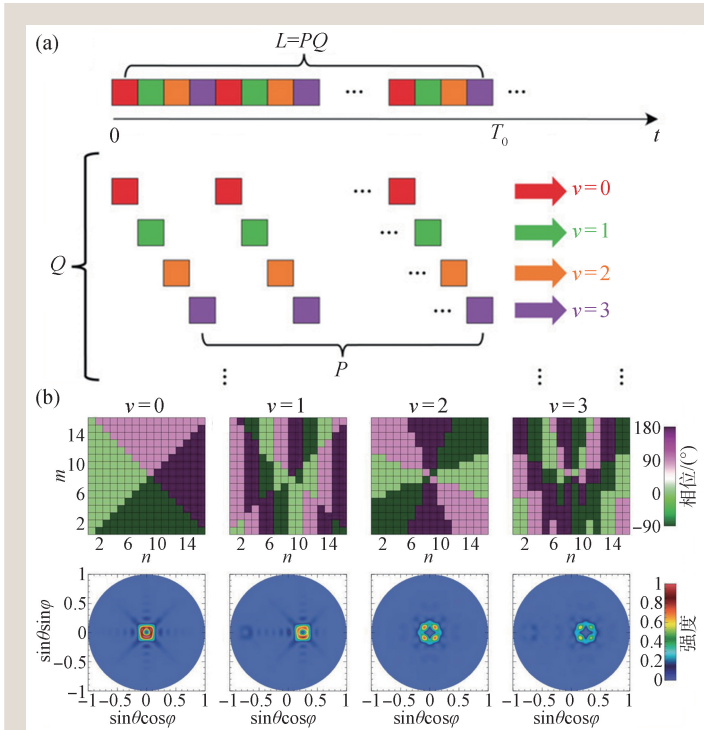 (a)
L=PQ
... ...
0 T₀ t
Q
... v=0
... v=1
... v=2
... v=3
P
⋮ ⋮ ⋮
(b)
v=0 v=1 v=2 v=3
m
14
10
6
2
2 6 10 14
n
2 6 10 14
n
2 6 10 14
n
2 6 10 14
n
180
90
0
−90
相位/(°)
sinθsinφ
1
0.5
0
−0.5
−1
−1 −0.5 0 0.5 1
sinθcosφ
−1 −0.5 0 0.5 1
sinθcosφ
−1 −0.5 0 0.5 1
sinθcosφ
−1 −0.5 0 0.5 1
sinθcosφ
1
0.8
0.6
0.4
0.2
0
强度